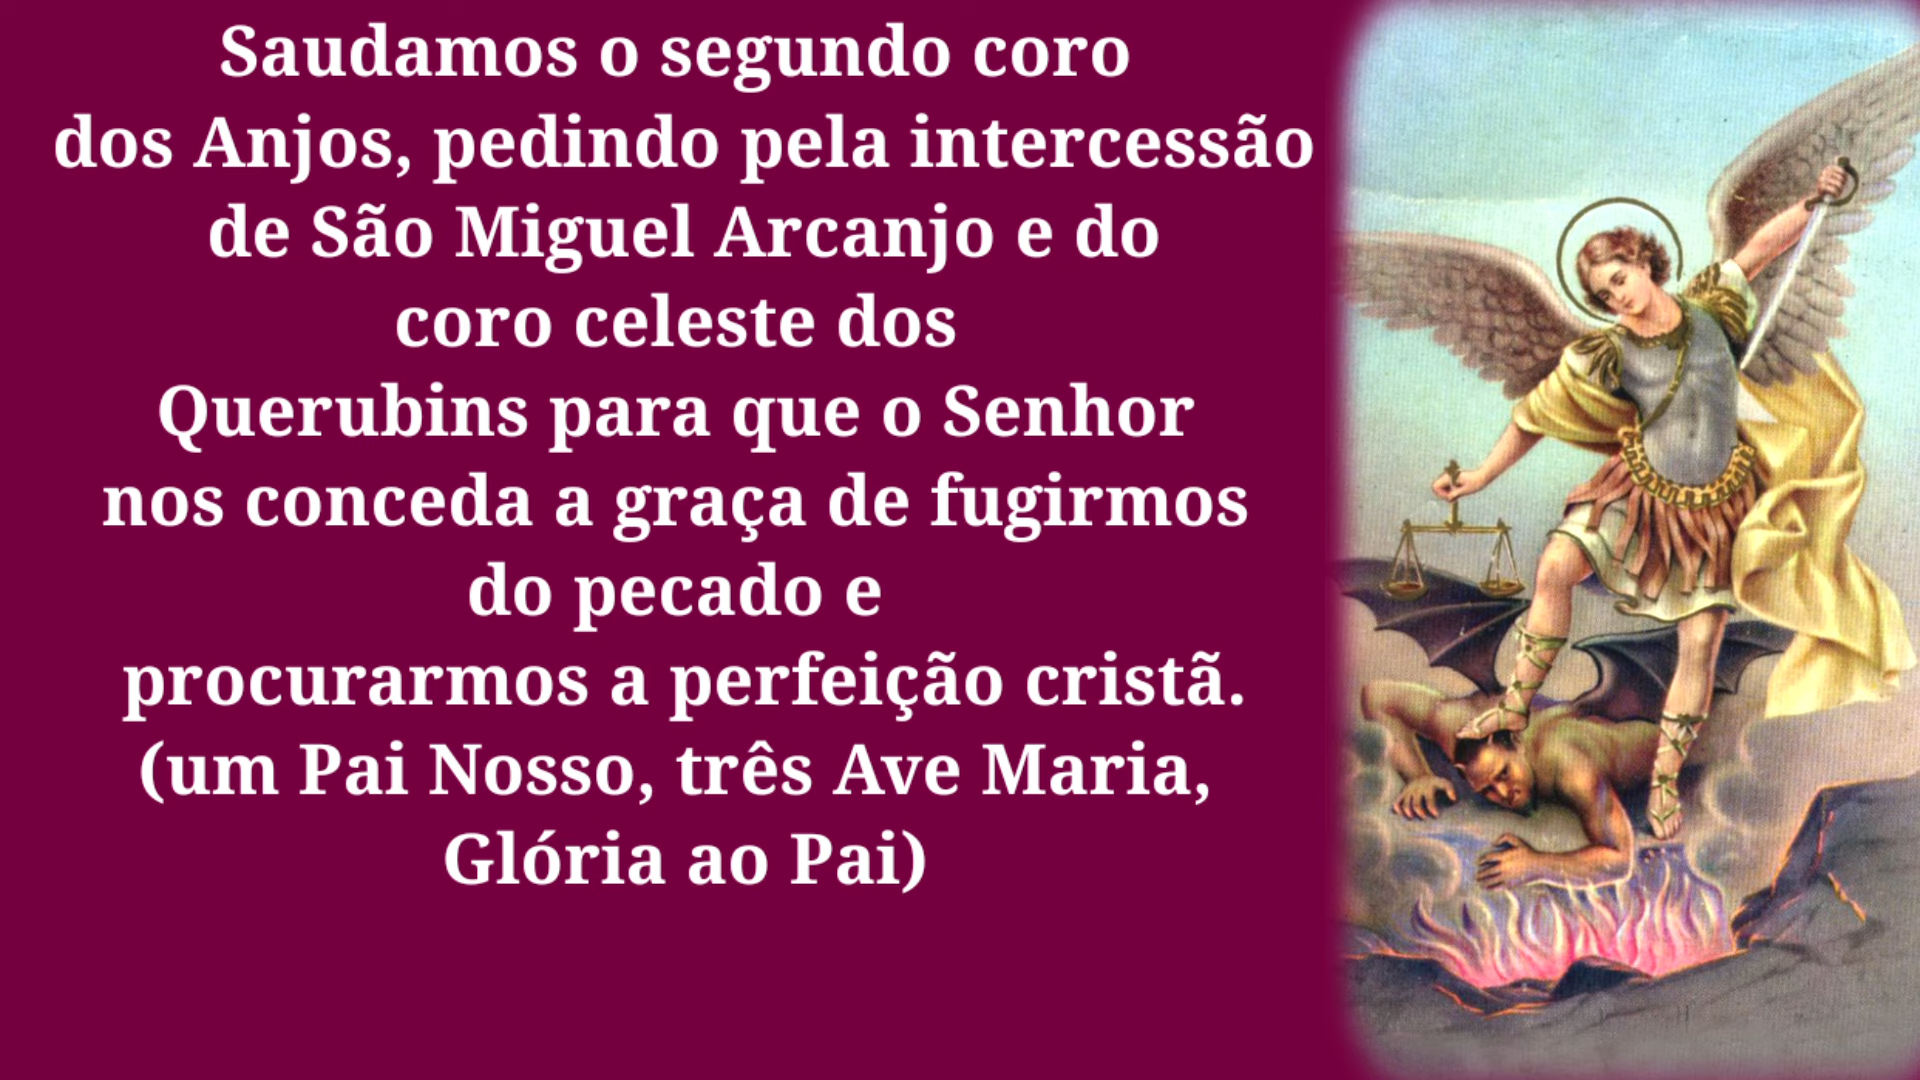 Saudamos o segundo coro
dos Anjos, pedindo pela intercessão
de São Miguel Arcanjo e do
coro celeste dos
Querubins para que o Senhor
nos conceda a graça de fugirmos
do pecado e
procurarmos a perfeição cristã.
(um Pai Nosso, três Ave Maria,
Glória ao Pai)